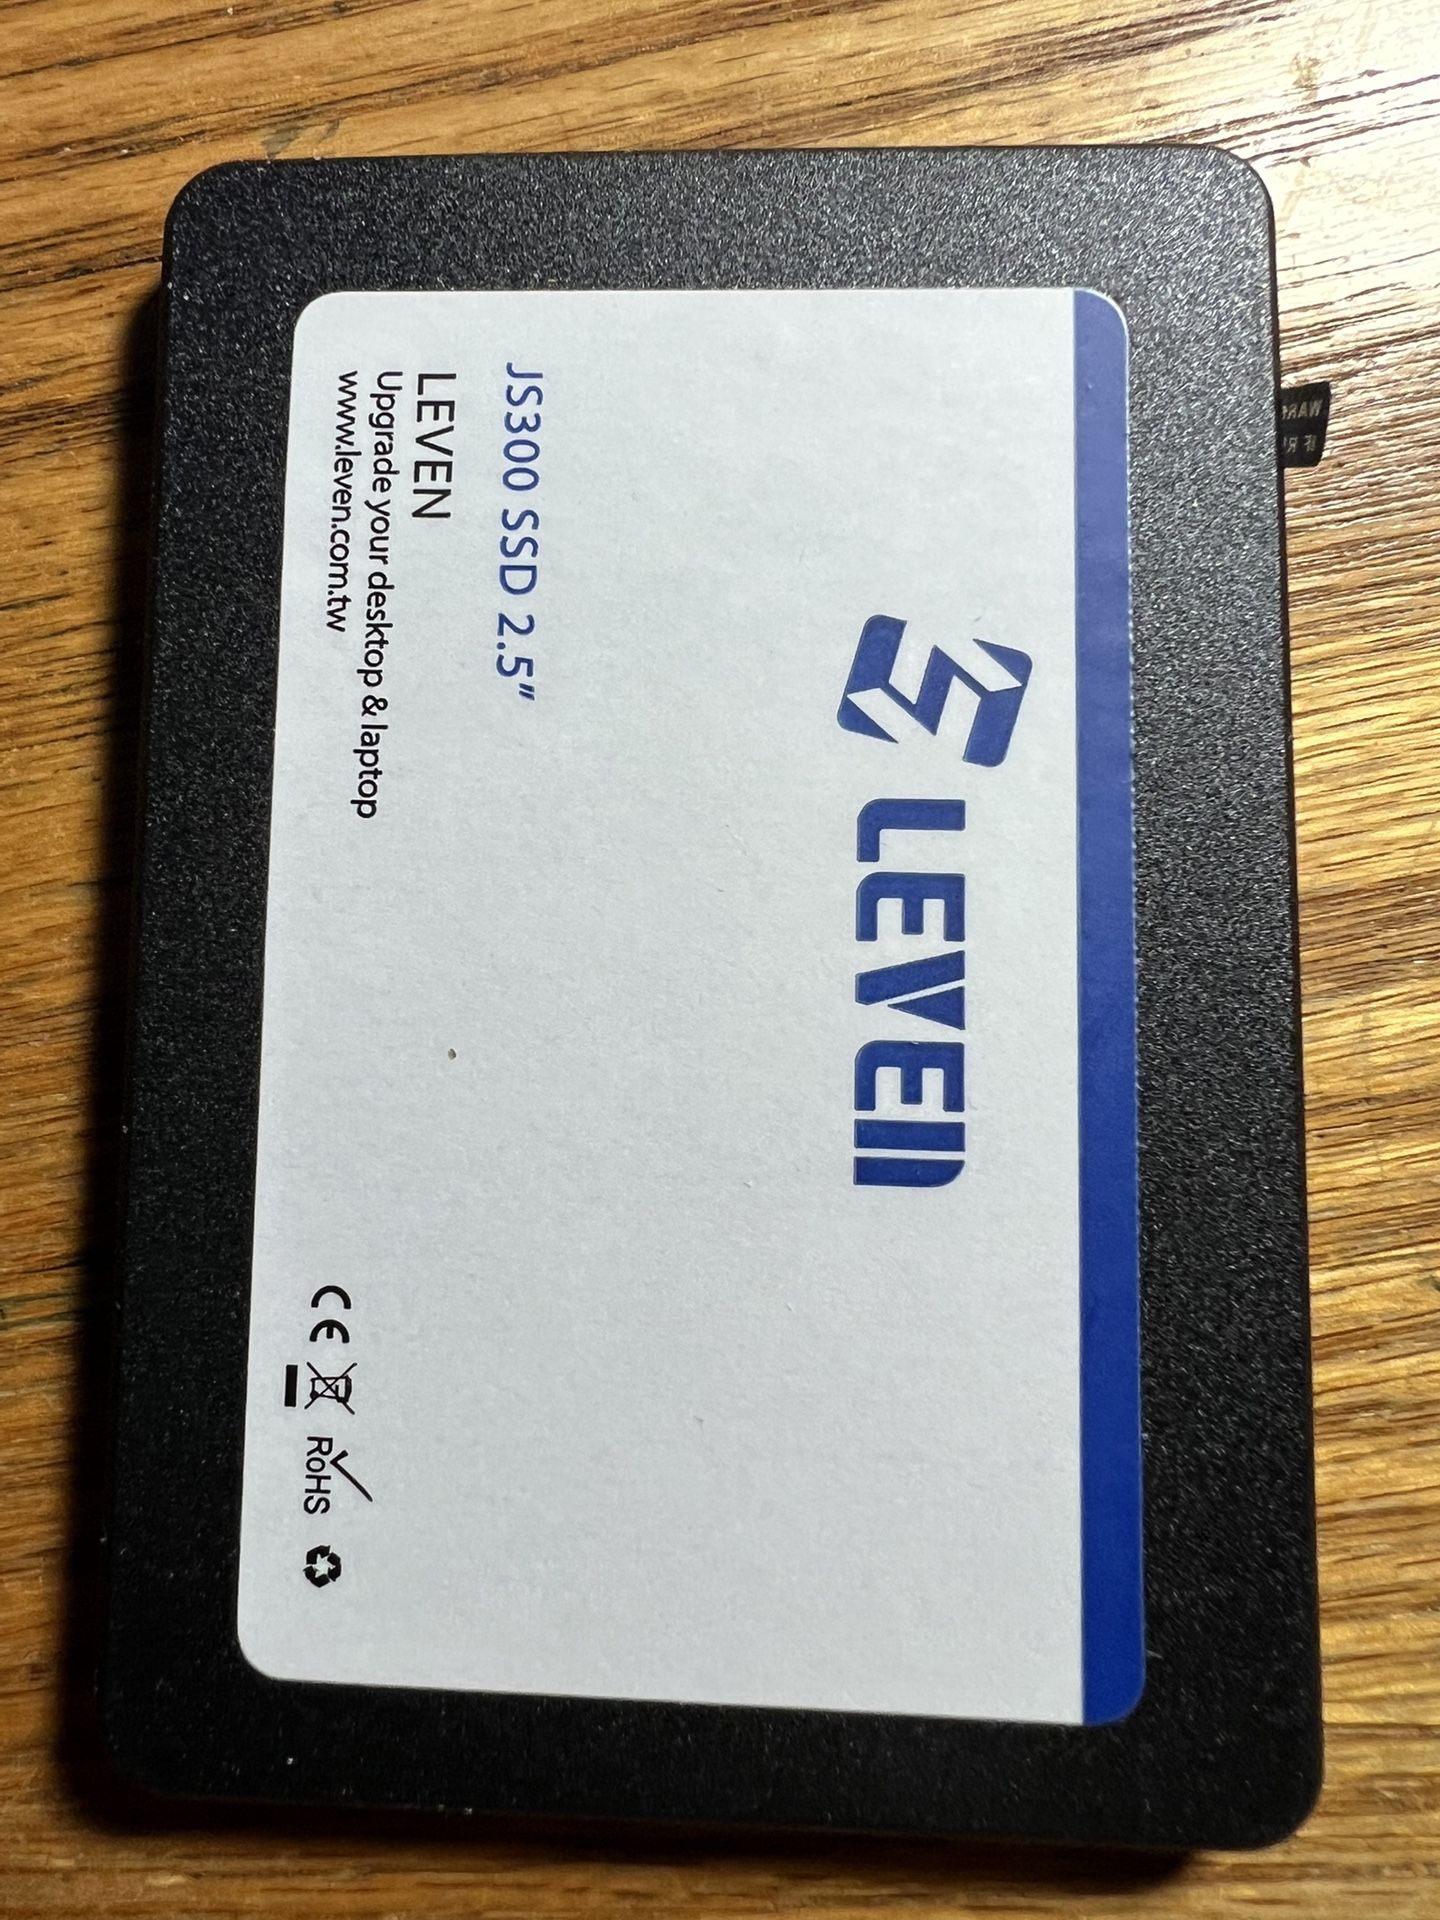 LEVEN
JS300 SSD 2.5"
LEVEN
Upgrade your desktop & laptop
www.leven.com.tw
CE
RoHS